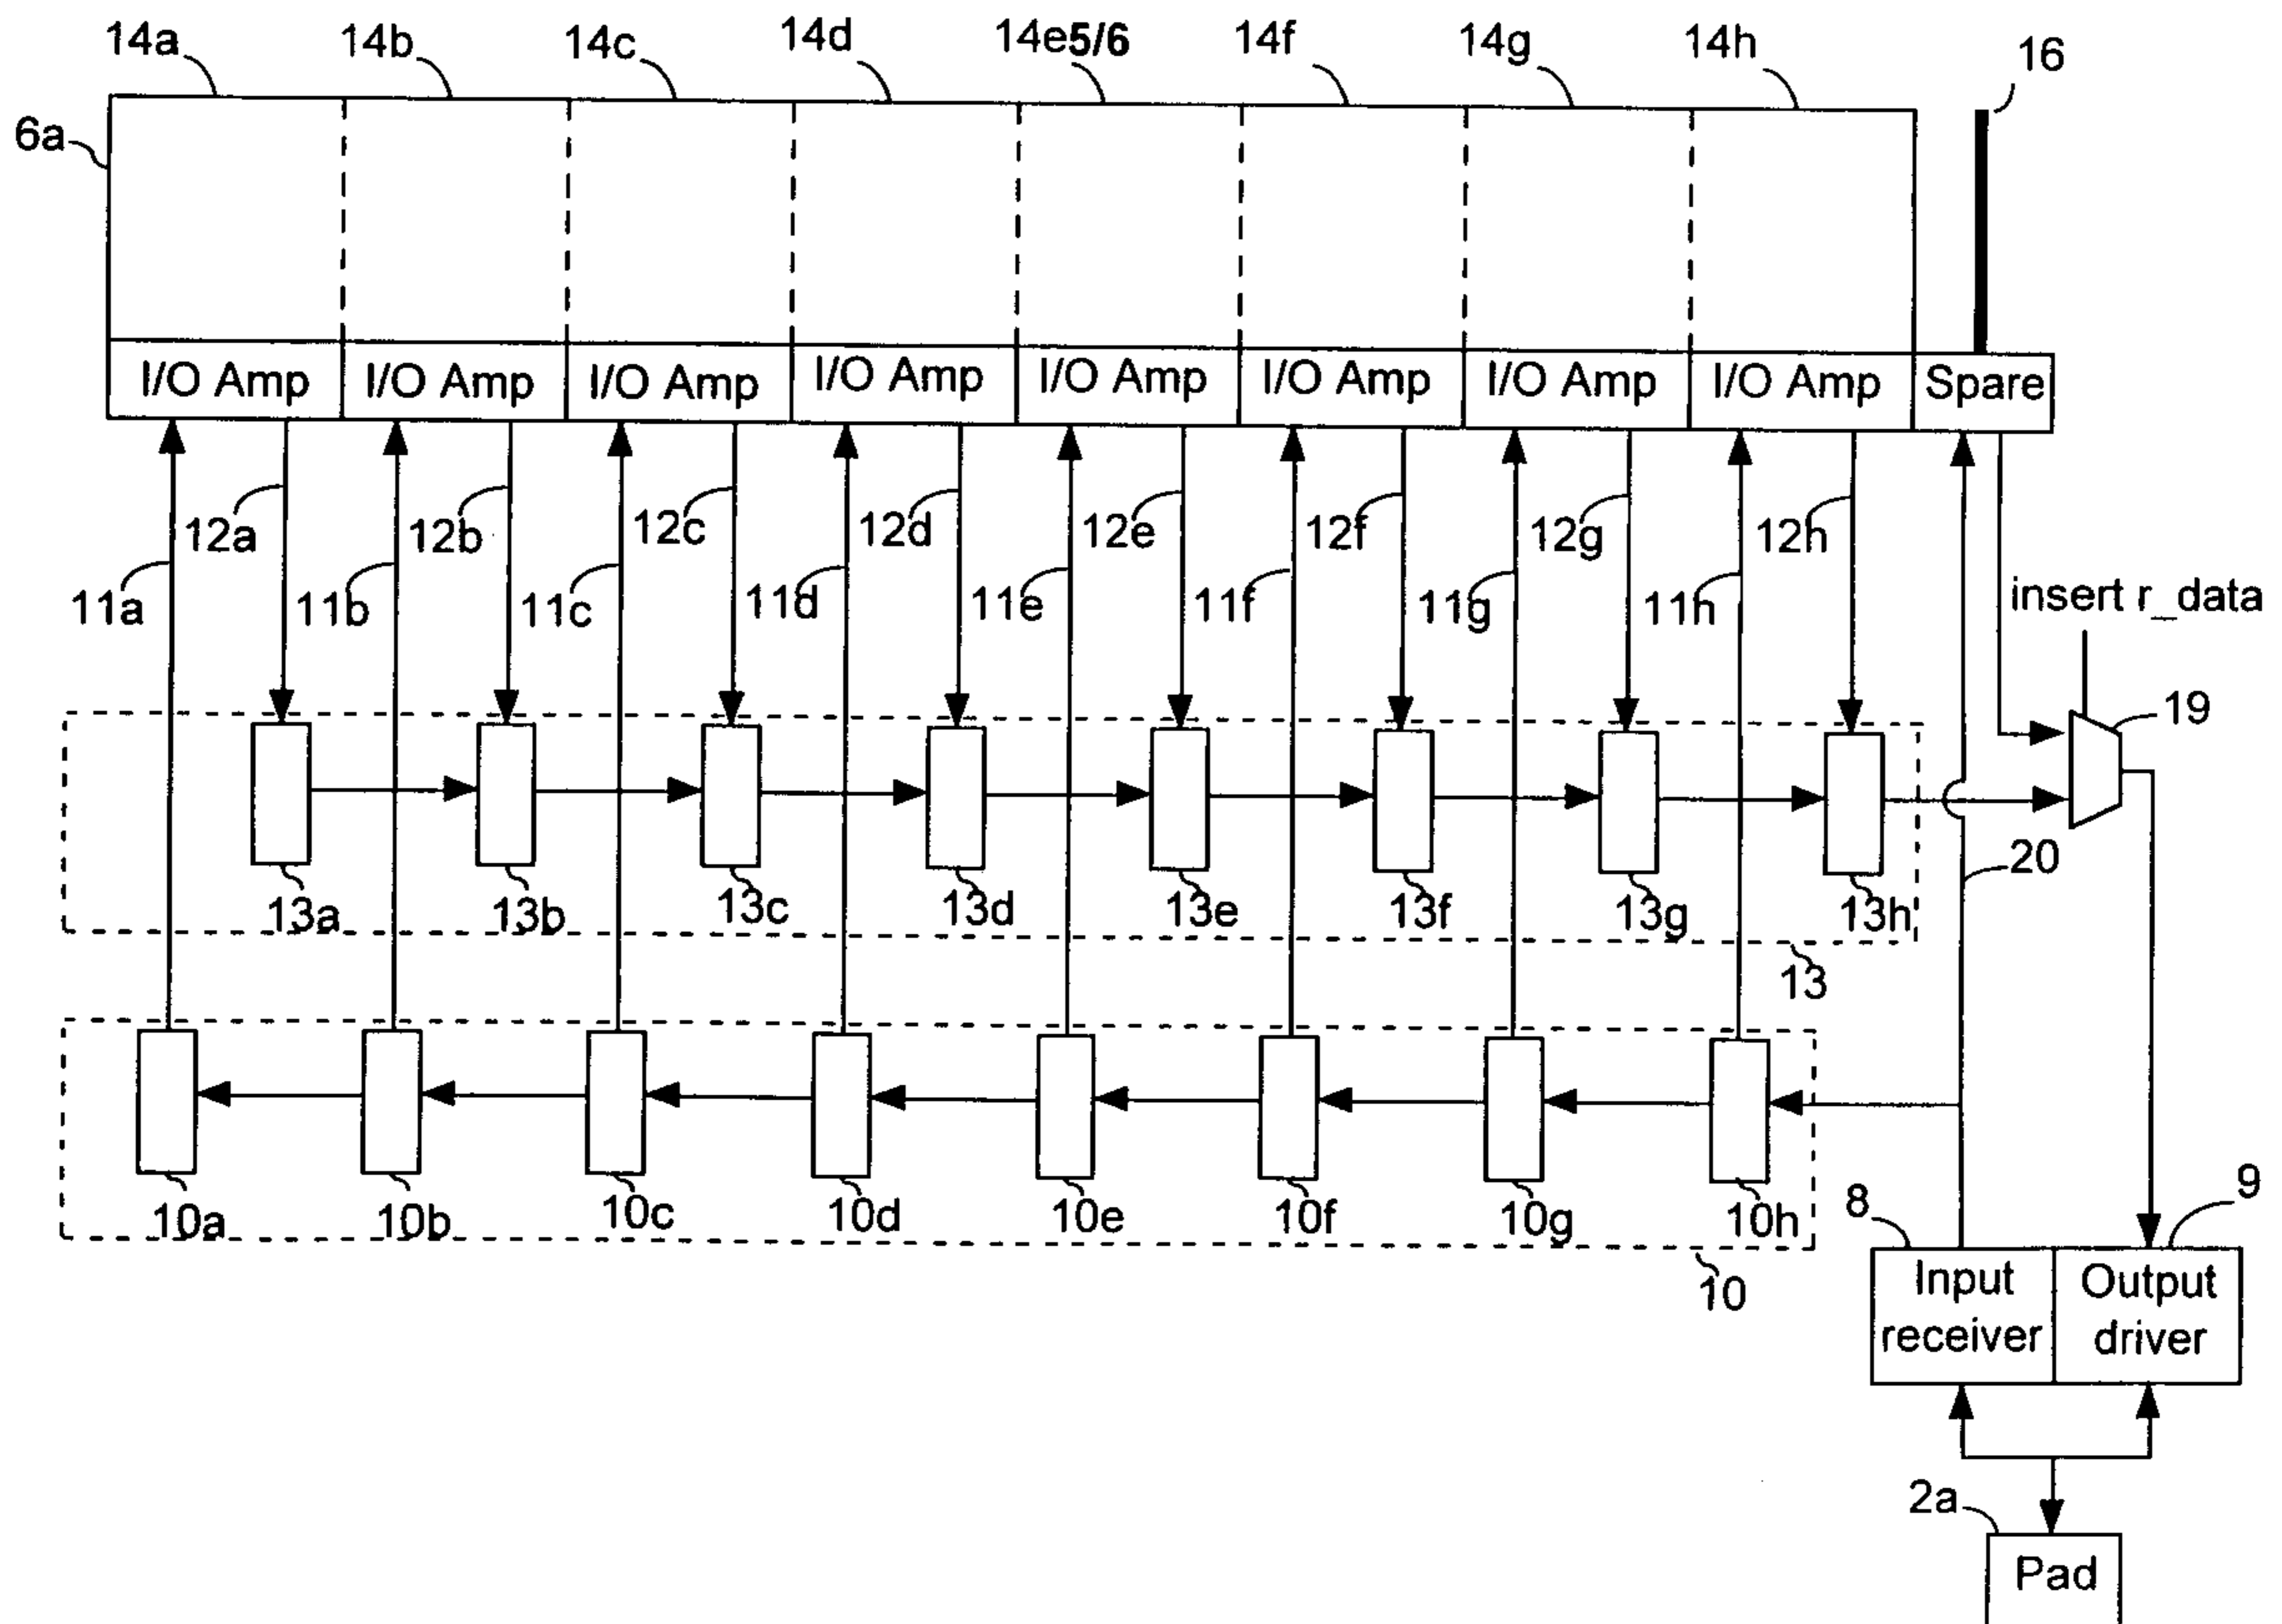 14a 14b 14c 14d 14e5/6 14f 14g 14h 16
6a
I/O Amp I/O Amp I/O Amp I/O Amp I/O Amp I/O Amp I/O Amp I/O Amp Spare
12a 12b 12c 12d 12e 12f 12g 12h
11a 11b 11c 11d 11e 11f 11g 11h insert r_data
19
20
13a 13b 13c 13d 13e 13f 13g 13h
13
10a 10b 10c 10d 10e 10f 10g 10h 8 9
10
Input receiver
Output driver
2a
Pad